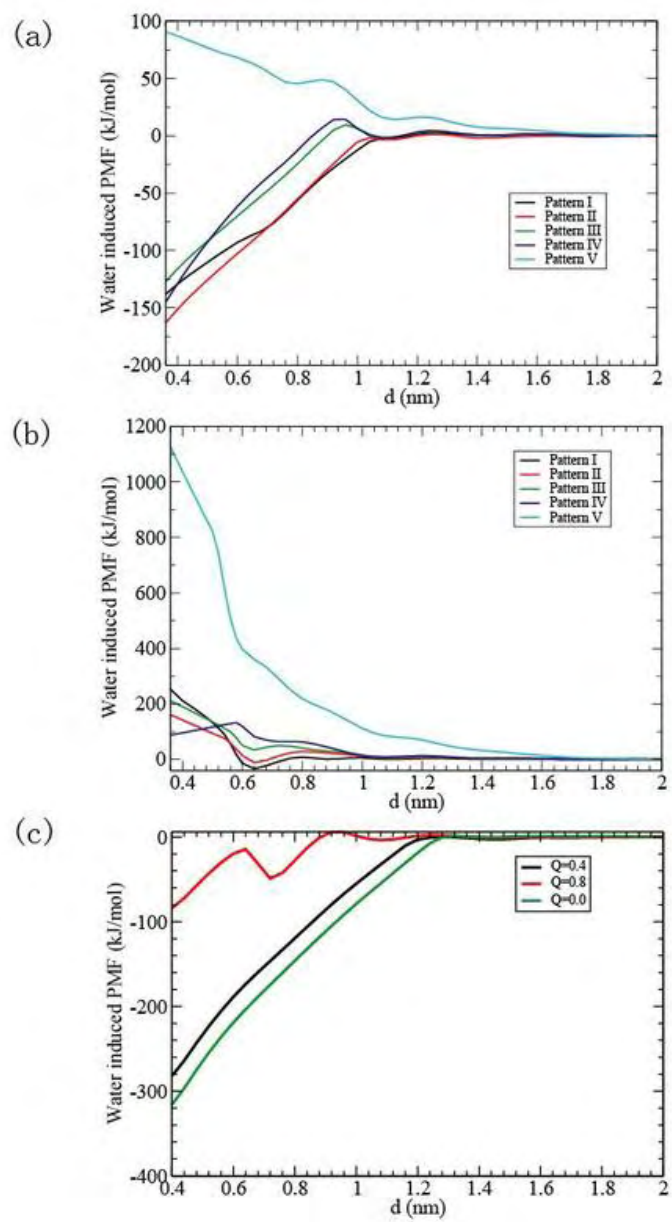 (a)
Water induced PMF (kJ/mol)
100
50
0
-50
-100
-150
-200
Pattern I
Pattern II
Pattern III
Pattern IV
Pattern V
0.4 0.6 0.8 1 1.2 1.4 1.6 1.8 2
d (nm)
(b)
Water induced PMF (kJ/mol)
1200
1000
800
600
400
200
0
Pattern I
Pattern II
Pattern III
Pattern IV
Pattern V
0.4 0.6 0.8 1 1.2 1.4 1.6 1.8 2
d (nm)
(c)
Water induced PMF (kJ/mol)
0
-100
-200
-300
-400
Q=0.4
Q=0.8
Q=0.0
0.4 0.6 0.8 1 1.2 1.4 1.6 1.8 2
d (nm)